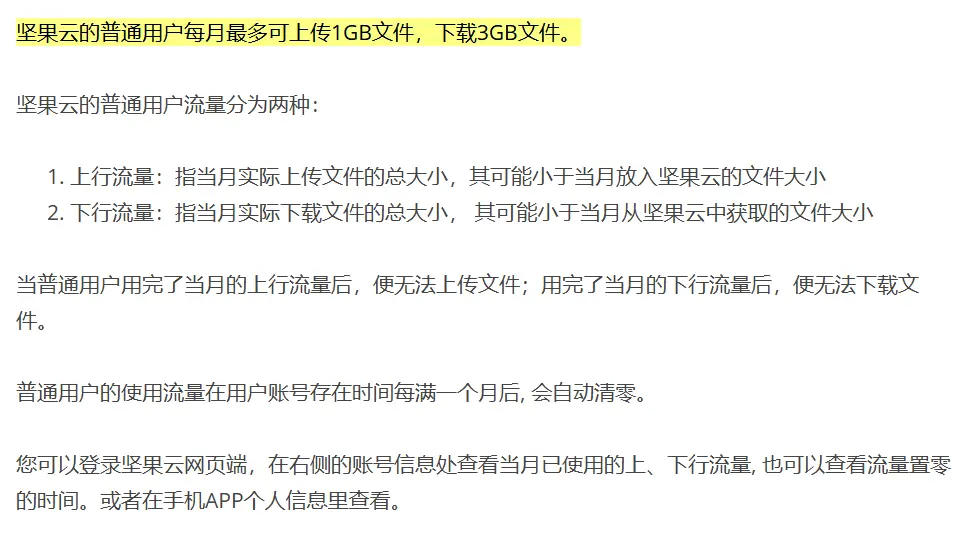 坚果云的普通用户每月最多可上传1GB文件，下载3GB文件。
坚果云的普通用户流量分为两种：
1. 上行流量：指当月实际上传文件的总大小，其可能小于当月放入坚果云的文件大小
2. 下行流量：指当月实际下载文件的总大小， 其可能小于当月从坚果云中获取的文件大小
当普通用户用完了当月的上行流量后，便无法上传文件；用完了当月的下行流量后，便无法下载文
件。
普通用户的使用流量在用户账号存在时间每满一个月后, 会自动清零。
您可以登录坚果云网页端，在右侧的账号信息处查看当月已使用的上、下行流量, 也可以查看流量置零
的时间。或者在手机APP个人信息里查看。